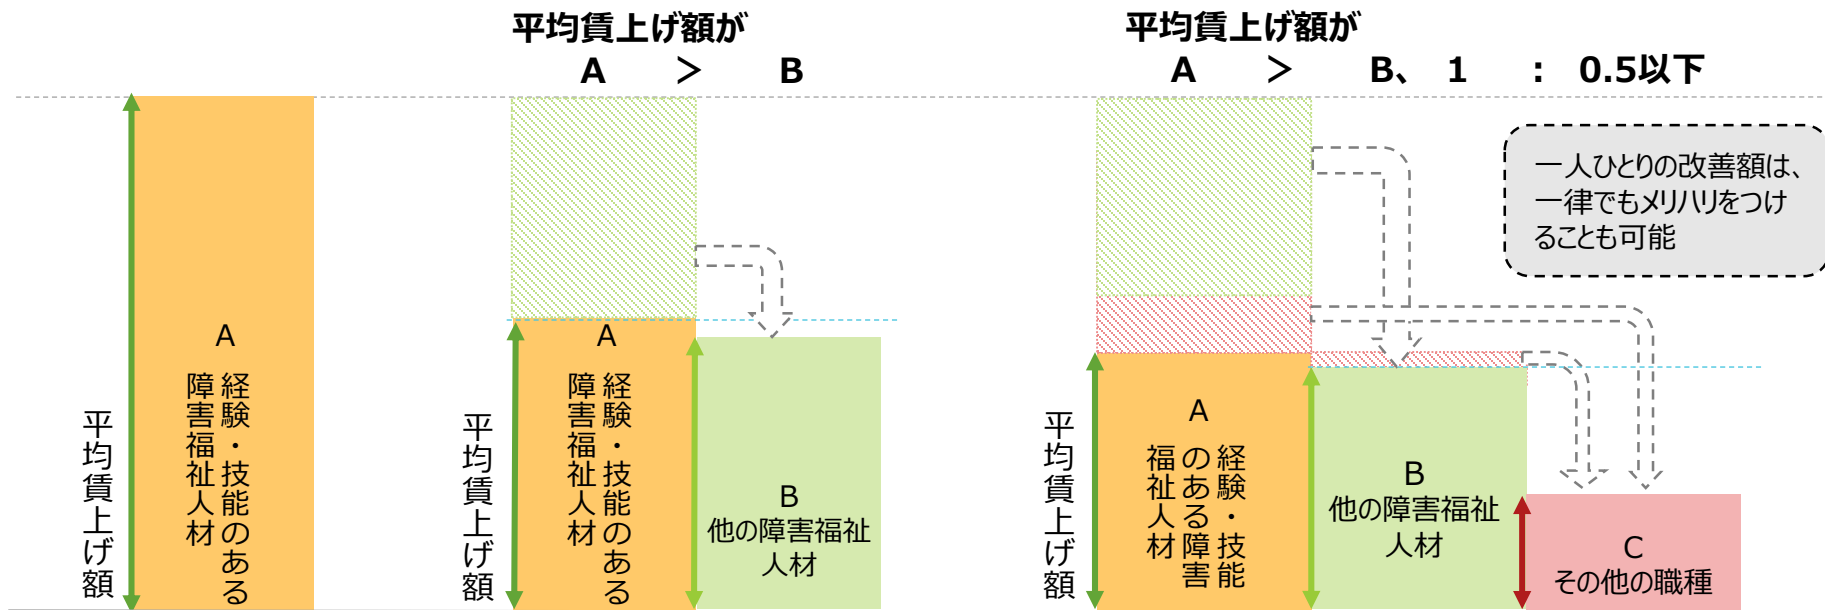 平均賃上げ額が
A > B
平均賃上げ額が
A > B、 1 : 0.5以下
一人ひとりの改善額は、
一律でもメリハリをつけ
ることも可能
平均賃上げ額
A
経験・技能のある
障害福祉人材
平均賃上げ額
A
経験・技能のある
障害福祉人材
B
他の障害福祉
人材
平均賃上げ額
A
経験・技能
のある障害
福祉人材
B
他の障害福祉
人材
C
その他の職種